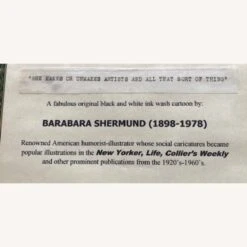 "SHE MAKES OR UNMAKES ARTISTS AND ALL THAT SORT OF THING"
A fabulous original black and white ink wash cartoon by:
BARABARA SHERMUND (1898-1978)
Renowned American humorist-illustrator whose social caricatures became
popular illustrations in the New Yorker, Life, Collier's Weekly
and other prominent publications from the 1920's-1960's.